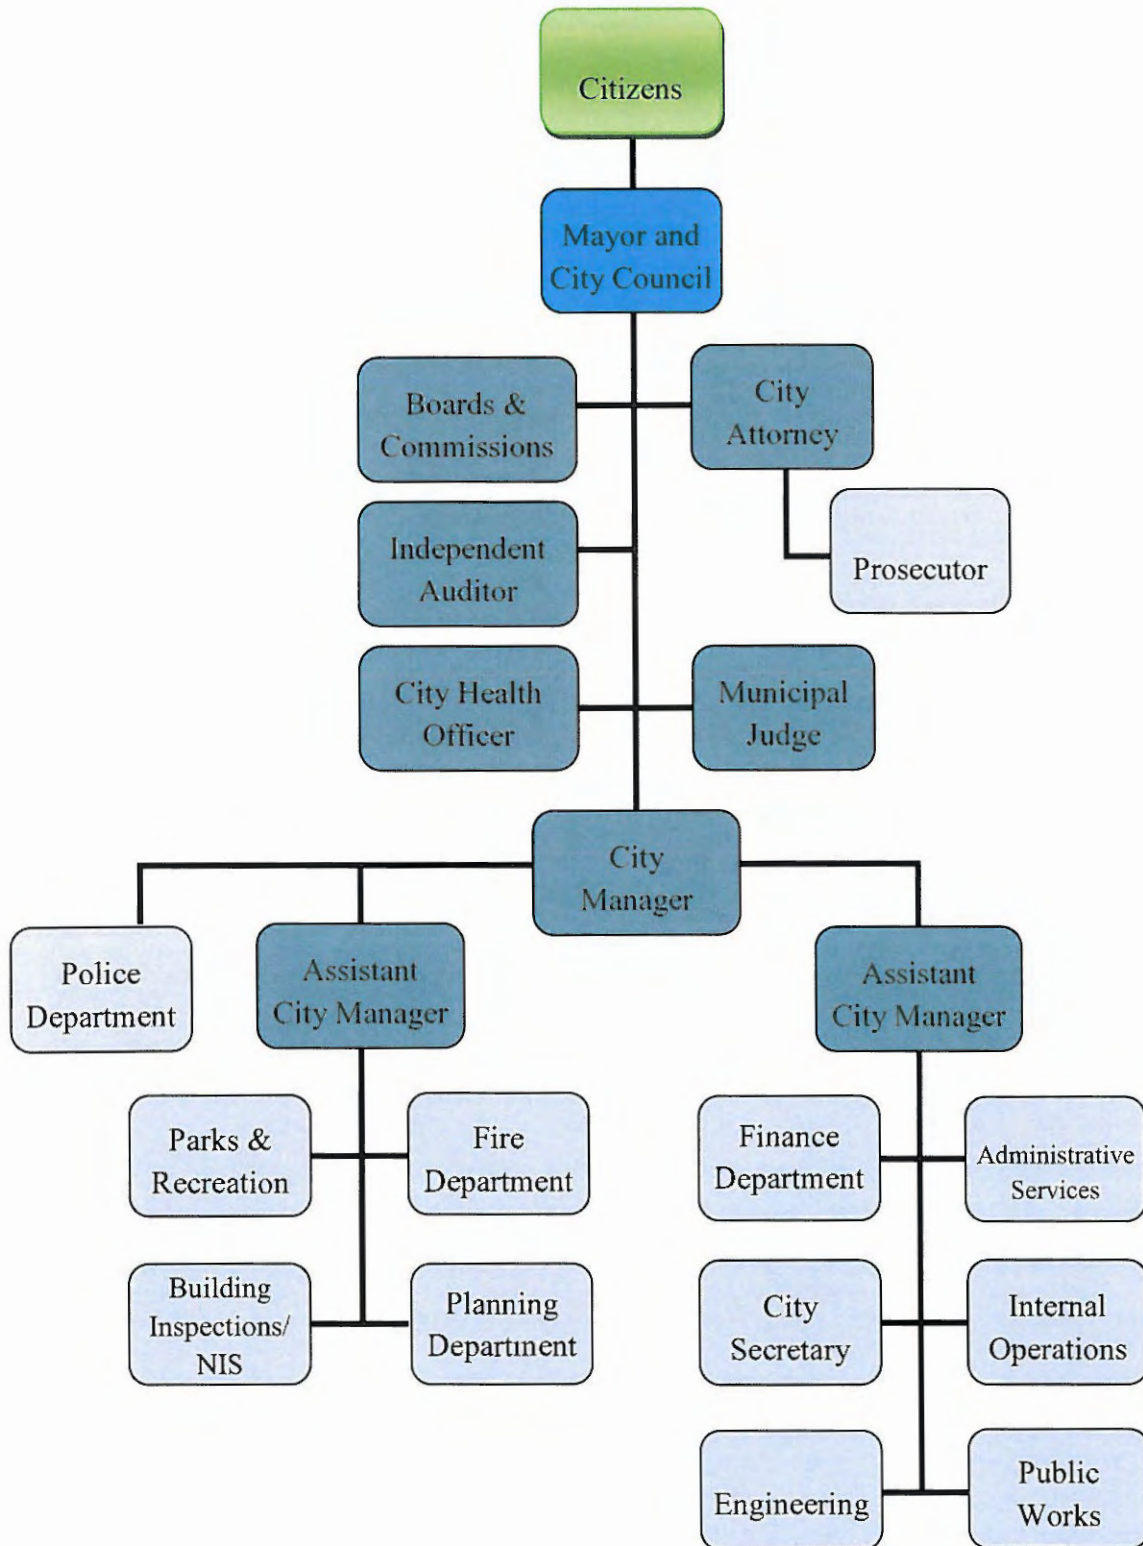 Citizens
Mayor and
City Council
Boards &
Commissions
City
Attorney
Independent
Auditor
Prosecutor
City Health
Officer
Municipal
Judge
City
Manager
Police
Department
Assistant
City Manager
Assistant
City Manager
Parks &
Recreation
Fire
Department
Finance
Department
Administrative
Services
Building
Inspections/
NIS
Planning
Department
City
Secretary
Internal
Operations
Engineering
Public
Works